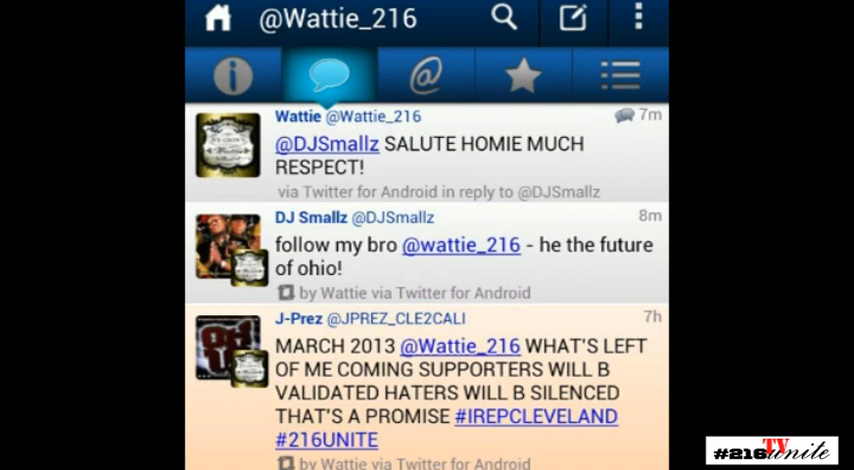 @Wattie_216
Wattie @Wattie_216 7m
@DJSmallz SALUTE HOMIE MUCH
RESPECT!
via Twitter for Android in reply to @DJSmallz
DJ Smallz @DJSmallz 8m
follow my bro @wattie_216 - he the future
of ohio!
by Wattie via Twitter for Android
J-Prez @JPREZ_CLE2CALI 7h
MARCH 2013 @Wattie_216 WHAT'S LEFT
OF ME COMING SUPPORTERS WILL B
VALIDATED HATERS WILL B SILENCED
THAT'S A PROMISE #IREPCLEVELAND
#216UNITE
by Wattie via Twitter for Android
TV
#216unite